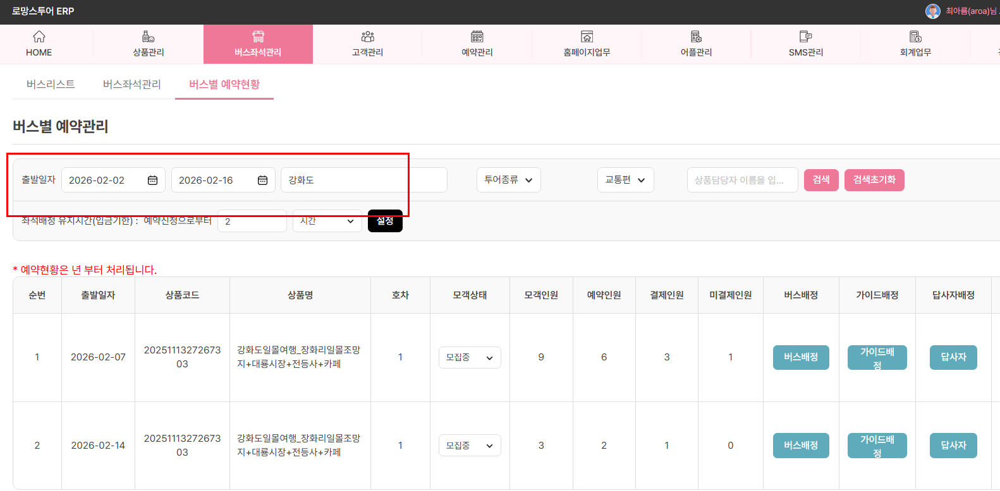 로망스투어 ERP
최아름(aroa)님
HOME
상품관리
버스좌석관리
고객관리
예약관리
홈페이지업무
어플관리
SMS관리
회계업무
버스리스트
버스좌석관리
버스별 예약현황
버스별 예약관리
출발일자
2026-02-02
2026-02-16
강화도
투어종류
교통편
상품담당자 이름을 입...
검색
검색초기화
좌석배정 유지시간(입금기한) : 예약신청으로부터
2
시간
설정
* 예약현황은 년 부터 처리됩니다.
순번
출발일자
상품코드
상품명
호차
모객상태
모객인원
예약인원
결제인원
미결제인원
버스배정
가이드배정
답사자배정
1
2026-02-07
20251113272673
03
강화도일몰여행_장화리일몰조망
지+대룡시장+전등사+카페
1
모집중
9
6
3
1
버스배정
가이드배
정
답사자
2
2026-02-14
20251113272673
03
강화도일몰여행_장화리일몰조망
지+대룡시장+전등사+카페
1
모집중
3
2
1
0
버스배정
가이드배
정
답사자